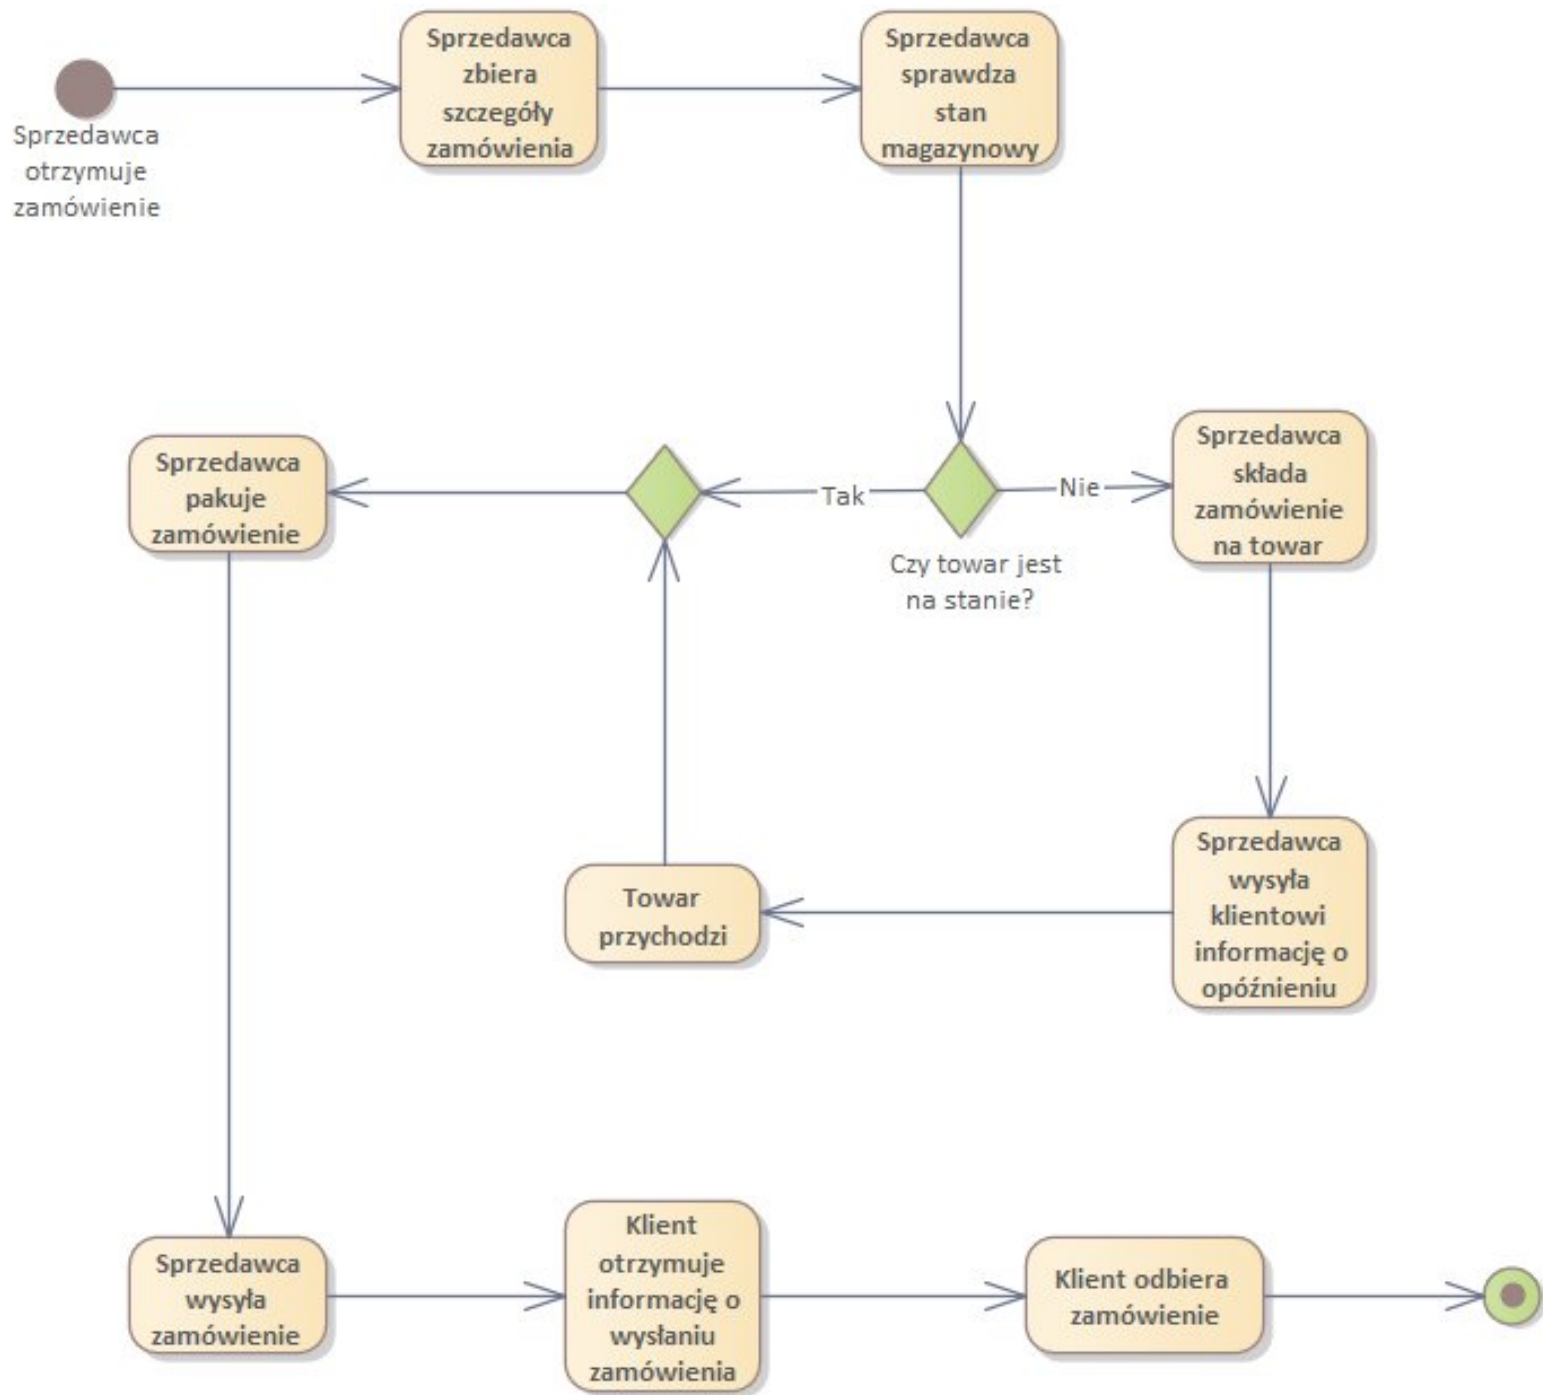 Sprzedawca
otrzymuje
zamówienie
Sprzedawca
zbiera
szczegóły
zamówienia
Sprzedawca
sprawdza
stan
magazynowy
Sprzedawca
pakuje
zamówienie
Tak
Czy towar jest
na stanie?
Nie
Sprzedawca
składa
zamówienie
na towar
Towar
przychodzi
Sprzedawca
wysyła
klientowi
informację o
opóźnieniu
Sprzedawca
wysyła
zamówienie
Klient
otrzymuje
informację o
wysłaniu
zamówienia
Klient odbiera
zamówienie